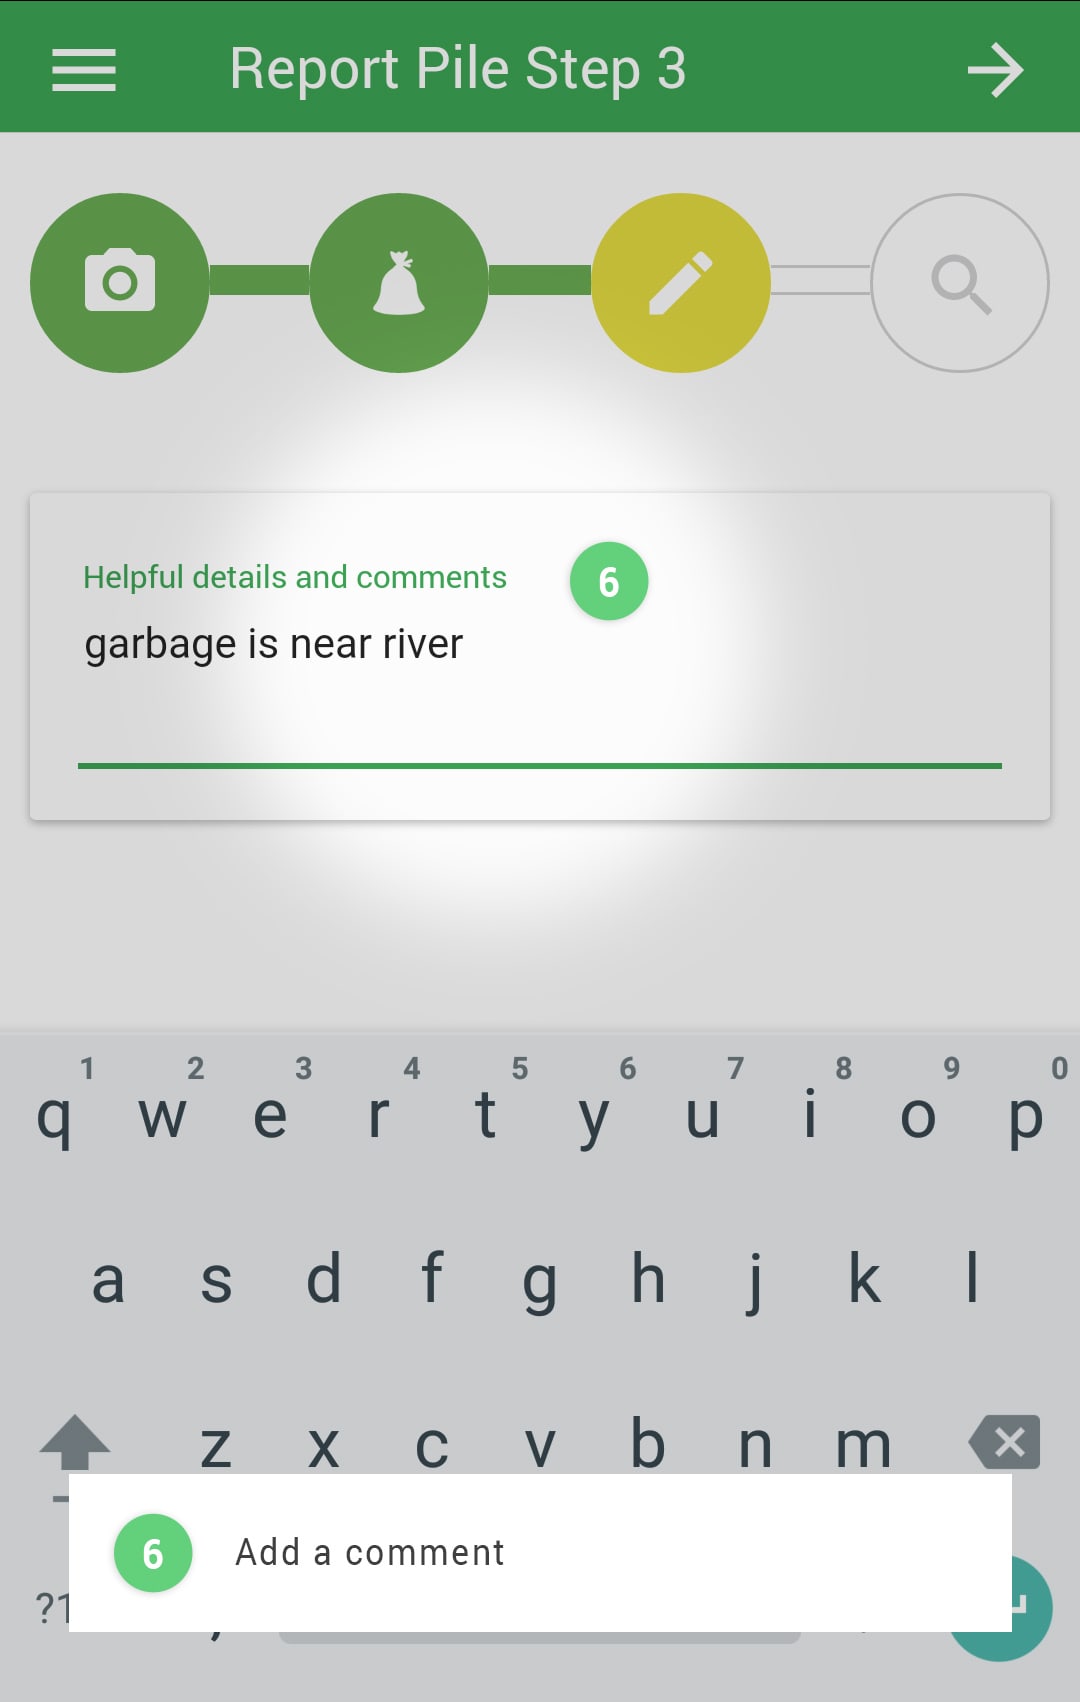 Report Pile Step 3
Helpful details and comments 6
garbage is near river
1 2 3 4 5 6 7 8 9 0
q w e r t y u i o p
a s d f g h j k l
z x c v b n m
6 Add a comment
?1 ,